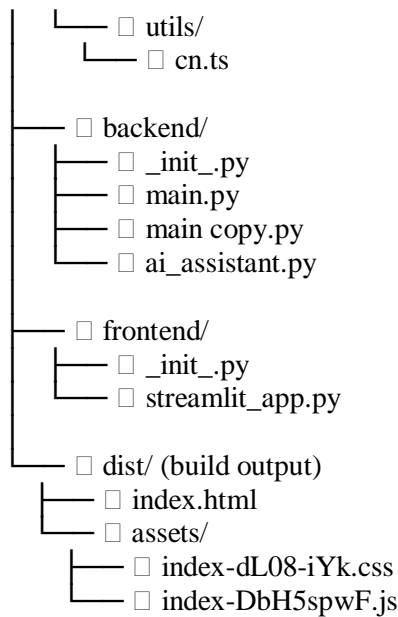 utils/
cn.ts
backend/
_init_.py
main.py
main copy.py
ai_assistant.py
frontend/
_init_.py
streamlit_app.py
dist/ (build output)
index.html
assets/
index-dL08-iYk.css
index-DbH5spwF.js